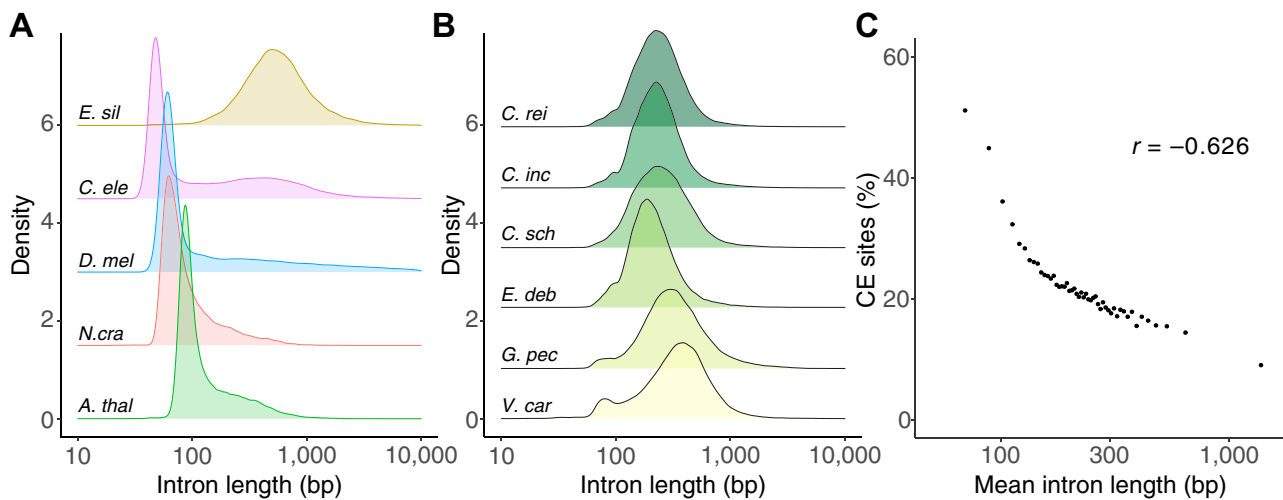 A
Density
6
4
2
0
E. sil
C. ele
D. mel
N.cra
A. thal
10
100
1,000
10,000
Intron length (bp)
B
Density
6
4
2
0
C. rei
C. inc
C. sch
E. deb
G. pec
V. car
10
100
1,000
10,000
Intron length (bp)
C
CE sites (%)
60
40
20
0
r = −0.626
100
300
1,000
Mean intron length (bp)